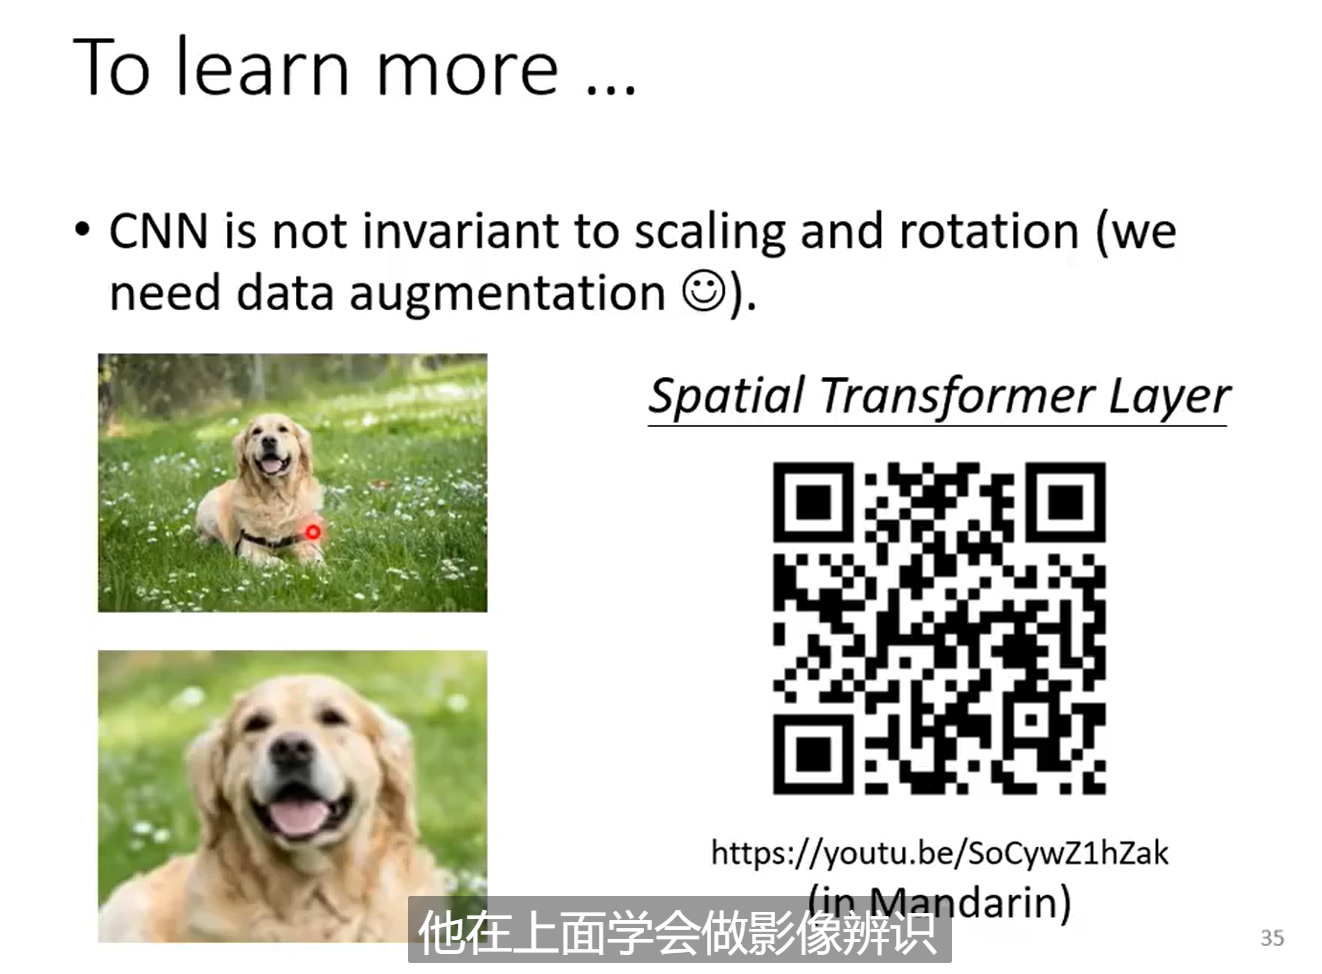 To learn more ...
• CNN is not invariant to scaling and rotation (we
need data augmentation ☺).
Spatial Transformer Layer
https://youtu.be/SoCywZ1hZak
(in Mandarin)
他在上面学会做影像辨识
35